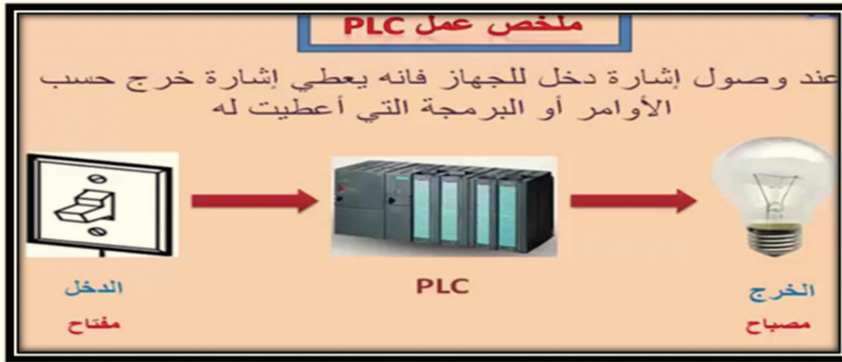 ملخص عمل PLC
عند وصول إشارة دخل للجهاز فانه يعطي إشارة خرج حسب
الأوامر أو البرمجة التي أعطيت له
الدخل
PLC
الخرج
مفتاح
مصباح